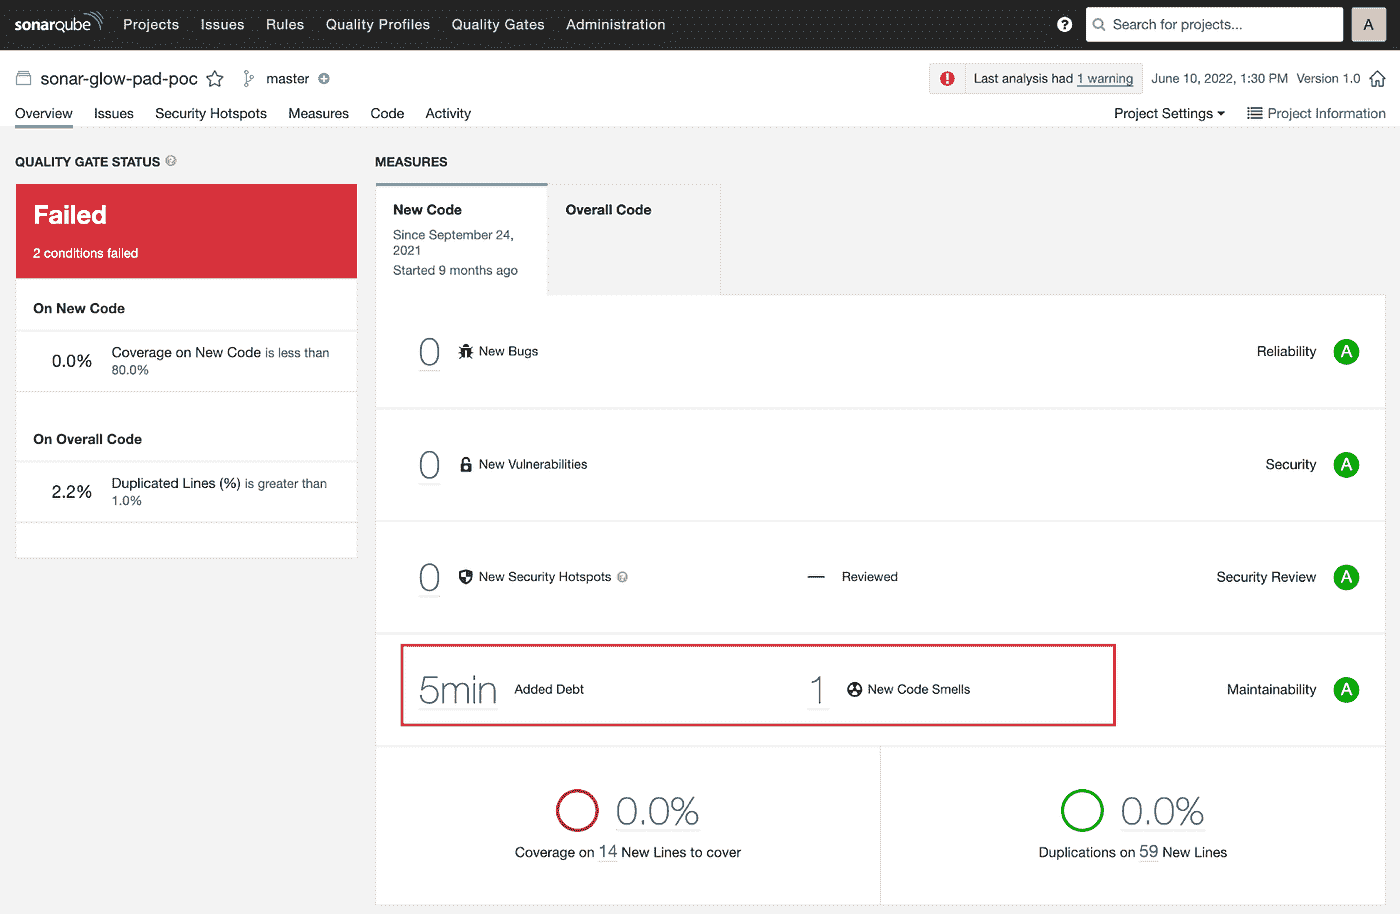 sonarqube Projects Issues Rules Quality Profiles Quality Gates Administration ? Search for projects... A
sonar-glow-pad-poc master Last analysis had 1 warning June 10, 2022, 1:30 PM Version 1.0
Overview Issues Security Hotspots Measures Code Activity Project Settings Project Information
QUALITY GATE STATUS ?
Failed
2 conditions failed
On New Code
0.0% Coverage on New Code is less than
80.0%
On Overall Code
2.2% Duplicated Lines (%) is greater than
1.0%
MEASURES
New Code
Since September 24,
2021
Started 9 months ago
Overall Code
0 New Bugs Reliability A
0 New Vulnerabilities Security A
0 New Security Hotspots ? — Reviewed Security Review A
5min Added Debt 1 New Code Smells Maintainability A
0.0%
Coverage on 14 New Lines to cover
0.0%
Duplications on 59 New Lines